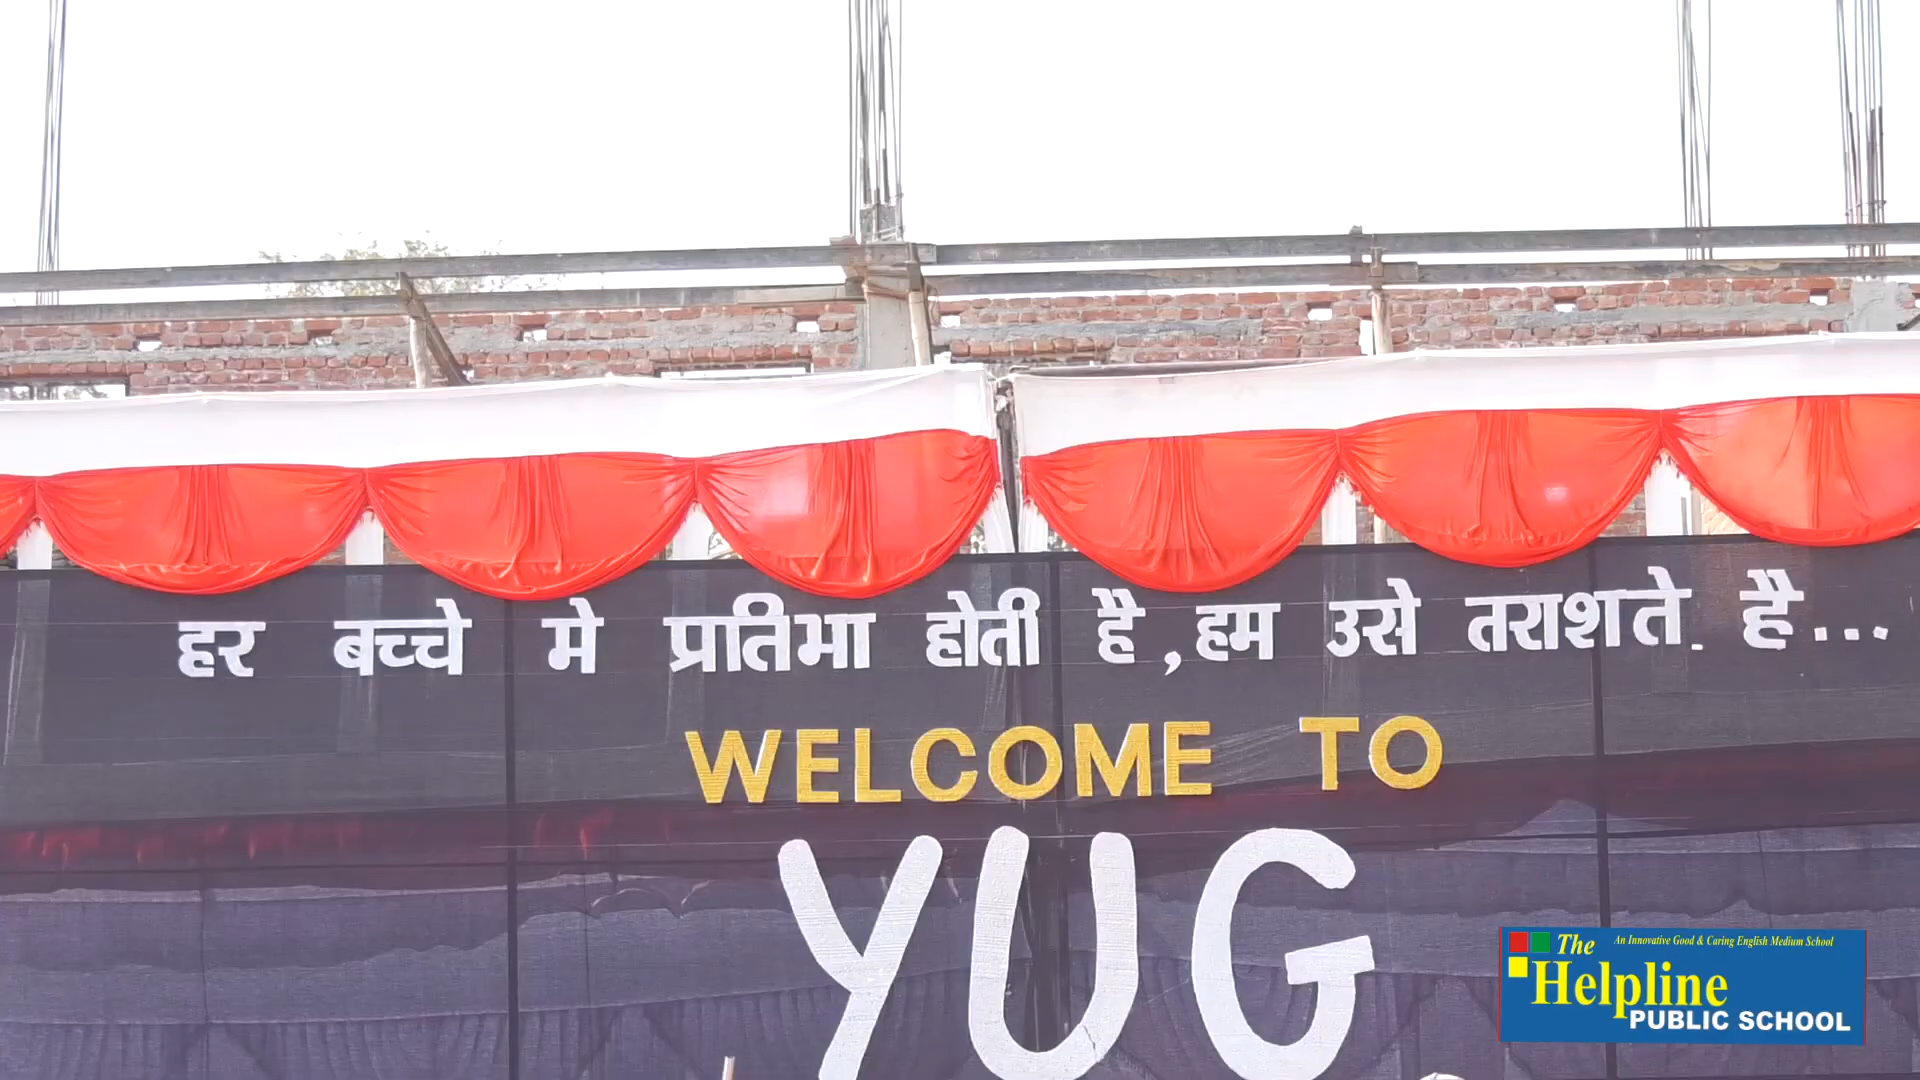 हर बच्चे मे प्रतिभा होती है, हम उसे तराशते. है...
WELCOME TO
YUG
The An Innovative Good & Caring English Medium School
Helpline
PUBLIC SCHOOL